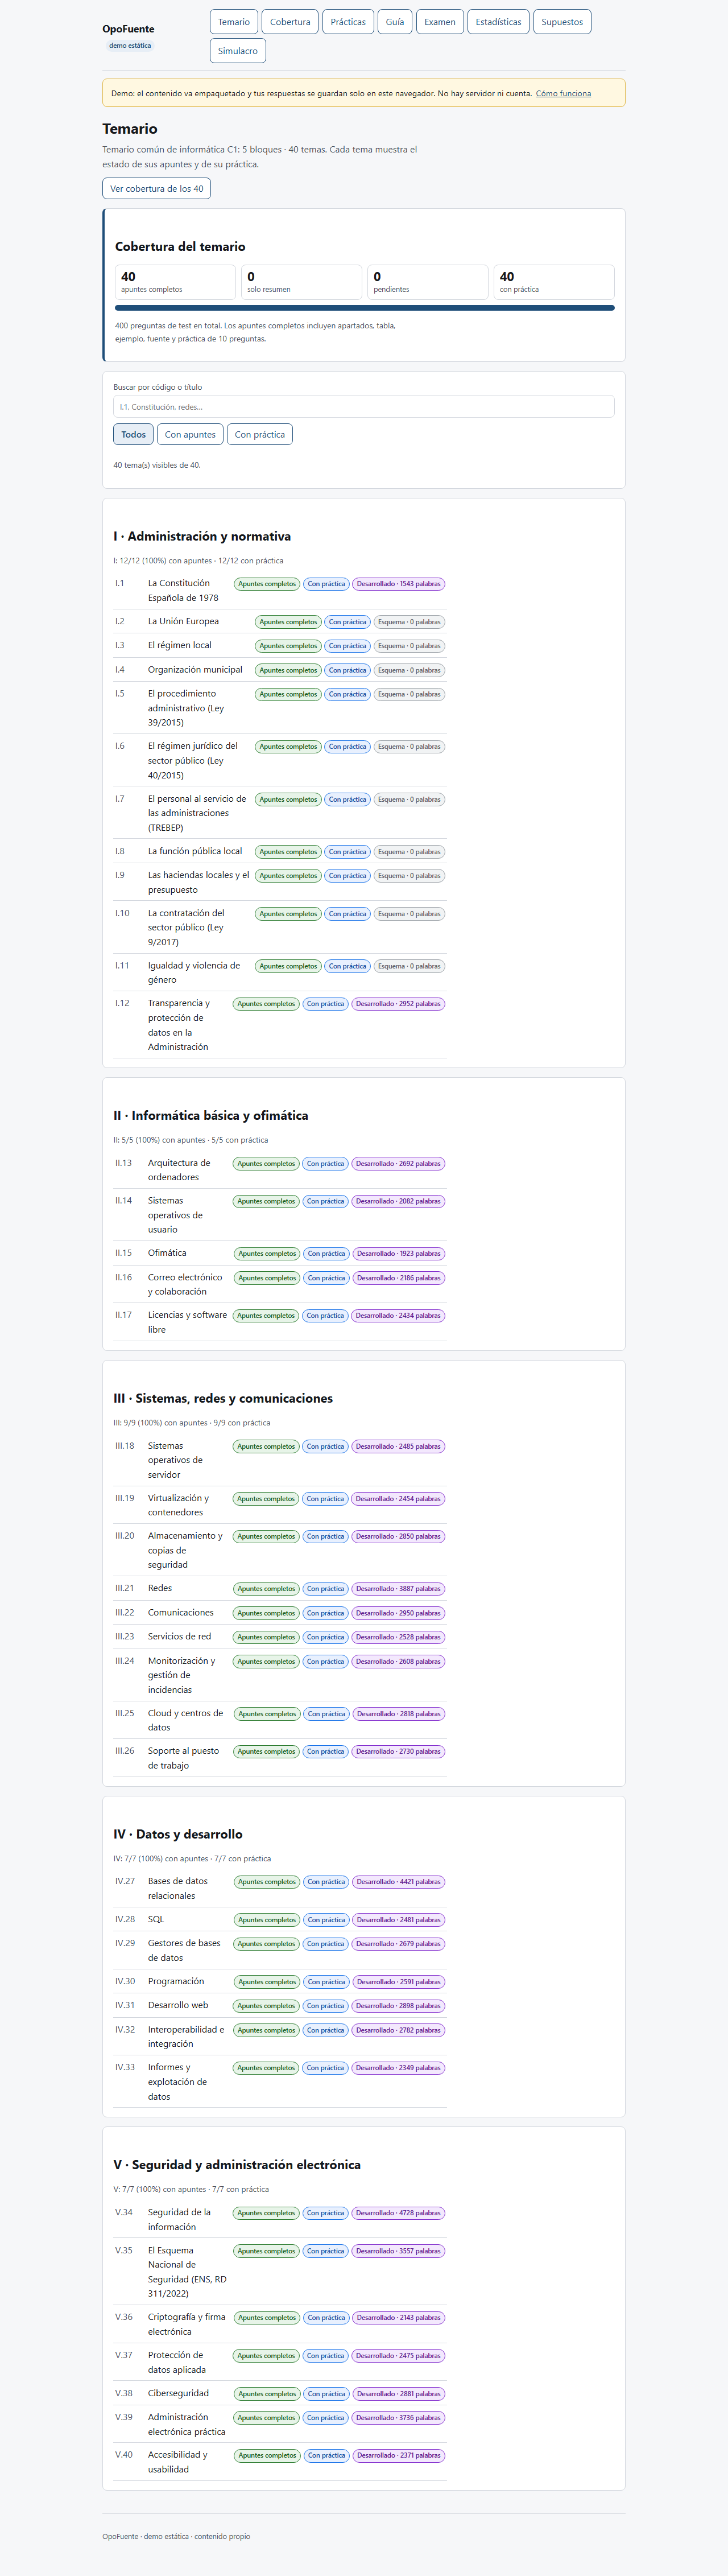 OpoFuente
demo estática
Temario
Cobertura
Prácticas
Guía
Examen
Estadísticas
Supuestos
Simulacro
Demo: el contenido va empaquetado y tus respuestas se guardan solo en este navegador. No hay servidor ni cuenta. Cómo funciona
Temario
Temario común de informática C1: 5 bloques · 40 temas. Cada tema muestra el
estado de sus apuntes y de su práctica.
Ver cobertura de los 40
Cobertura del temario
40
apuntes completos
0
solo resumen
0
pendientes
40
con práctica
400 preguntas de test en total. Los apuntes completos incluyen apartados, tabla,
ejemplo, fuente y práctica de 10 preguntas.
Buscar por código o título
I.1, Constitución, redes...
Todos
Con apuntes
Con práctica
40 tema(s) visibles de 40.
I · Administración y normativa
I: 12/12 (100%) con apuntes · 12/12 con práctica
I.1 La Constitución Apuntes completos Con práctica Desarrollado · 1543 palabras
Española de 1978
I.2 La Unión Europea Apuntes completos Con práctica Esquema · 0 palabras
I.3 El régimen local Apuntes completos Con práctica Esquema · 0 palabras
I.4 Organización municipal Apuntes completos Con práctica Esquema · 0 palabras
I.5 El procedimiento Apuntes completos Con práctica Esquema · 0 palabras
administrativo (Ley
39/2015)
I.6 El régimen jurídico del Apuntes completos Con práctica Esquema · 0 palabras
sector público (Ley
40/2015)
I.7 El personal al servicio de Apuntes completos Con práctica Esquema · 0 palabras
las administraciones
(TREBEP)
I.8 La función pública local Apuntes completos Con práctica Esquema · 0 palabras
I.9 Las haciendas locales y el Apuntes completos Con práctica Esquema · 0 palabras
presupuesto
I.10 La contratación del Apuntes completos Con práctica Esquema · 0 palabras
sector público (Ley
9/2017)
I.11 Igualdad y violencia de Apuntes completos Con práctica Esquema · 0 palabras
género
I.12 Transparencia y Apuntes completos Con práctica Desarrollado · 2952 palabras
protección de
datos en la
Administración
II · Informática básica y ofimática
II: 5/5 (100%) con apuntes · 5/5 con práctica
II.13 Arquitectura de Apuntes completos Con práctica Desarrollado · 2692 palabras
ordenadores
II.14 Sistemas Apuntes completos Con práctica Desarrollado · 2082 palabras
operativos de
usuario
II.15 Ofimática Apuntes completos Con práctica Desarrollado · 1923 palabras
II.16 Correo electrónico Apuntes completos Con práctica Desarrollado · 2186 palabras
y colaboración
II.17 Licencias y software Apuntes completos Con práctica Desarrollado · 2434 palabras
libre
III · Sistemas, redes y comunicaciones
III: 9/9 (100%) con apuntes · 9/9 con práctica
III.18 Sistemas Apuntes completos Con práctica Desarrollado · 2485 palabras
operativos de
servidor
III.19 Virtualización y Apuntes completos Con práctica Desarrollado · 2454 palabras
contenedores
III.20 Almacenamiento y Apuntes completos Con práctica Desarrollado · 2850 palabras
copias de
seguridad
III.21 Redes Apuntes completos Con práctica Desarrollado · 3887 palabras
III.22 Comunicaciones Apuntes completos Con práctica Desarrollado · 2950 palabras
III.23 Servicios de red Apuntes completos Con práctica Desarrollado · 2528 palabras
III.24 Monitorización y Apuntes completos Con práctica Desarrollado · 2608 palabras
gestión de
incidencias
III.25 Cloud y centros de Apuntes completos Con práctica Desarrollado · 2818 palabras
datos
III.26 Soporte al puesto Apuntes completos Con práctica Desarrollado · 2730 palabras
de trabajo
IV · Datos y desarrollo
IV: 7/7 (100%) con apuntes · 7/7 con práctica
IV.27 Bases de datos Apuntes completos Con práctica Desarrollado · 4421 palabras
relacionales
IV.28 SQL Apuntes completos Con práctica Desarrollado · 2481 palabras
IV.29 Gestores de bases Apuntes completos Con práctica Desarrollado · 2679 palabras
de datos
IV.30 Programación Apuntes completos Con práctica Desarrollado · 2591 palabras
IV.31 Desarrollo web Apuntes completos Con práctica Desarrollado · 2898 palabras
IV.32 Interoperabilidad e Apuntes completos Con práctica Desarrollado · 2782 palabras
integración
IV.33 Informes y Apuntes completos Con práctica Desarrollado · 2349 palabras
explotación de
datos
V · Seguridad y administración electrónica
V: 7/7 (100%) con apuntes · 7/7 con práctica
V.34 Seguridad de la Apuntes completos Con práctica Desarrollado · 4728 palabras
información
V.35 El Esquema Apuntes completos Con práctica Desarrollado · 3557 palabras
Nacional de
Seguridad (ENS, RD
311/2022)
V.36 Criptografía y firma Apuntes completos Con práctica Desarrollado · 2143 palabras
electrónica
V.37 Protección de Apuntes completos Con práctica Desarrollado · 2475 palabras
datos aplicada
V.38 Ciberseguridad Apuntes completos Con práctica Desarrollado · 2881 palabras
V.39 Administración Apuntes completos Con práctica Desarrollado · 3736 palabras
electrónica práctica
V.40 Accesibilidad y Apuntes completos Con práctica Desarrollado · 2371 palabras
usabilidad
OpoFuente · demo estática · contenido propio